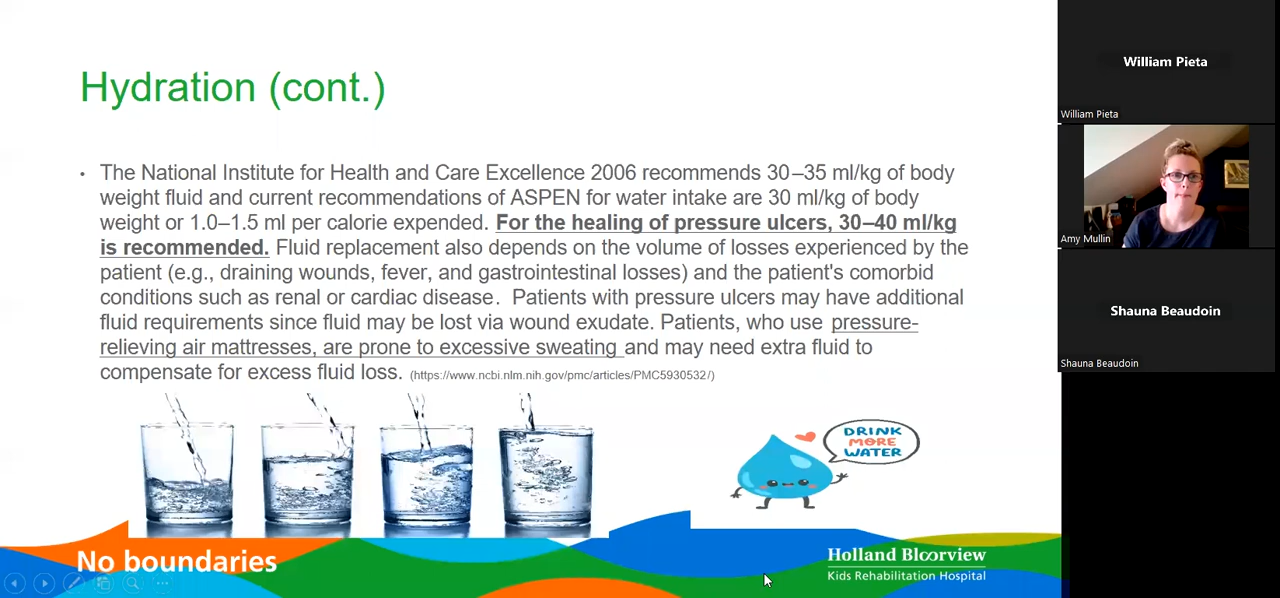 Hydration (cont.)
• The National Institute for Health and Care Excellence 2006 recommends 30–35 ml/kg of body
weight fluid and current recommendations of ASPEN for water intake are 30 ml/kg of body
weight or 1.0–1.5 ml per calorie expended. For the healing of pressure ulcers, 30–40 ml/kg
is recommended. Fluid replacement also depends on the volume of losses experienced by the
patient (e.g., draining wounds, fever, and gastrointestinal losses) and the patient's comorbid
conditions such as renal or cardiac disease. Patients with pressure ulcers may have additional
fluid requirements since fluid may be lost via wound exudate. Patients, who use pressure-
relieving air mattresses, are prone to excessive sweating and may need extra fluid to
compensate for excess fluid loss. (https://www.ncbi.nlm.nih.gov/pmc/articles/PMC5930532/)
DRINK
MORE
WATER
No boundaries
Holland Bloorview
Kids Rehabilitation Hospital
William Pieta
William Pieta
Amy Mullin
Shauna Beaudoin
Shauna Beaudoin